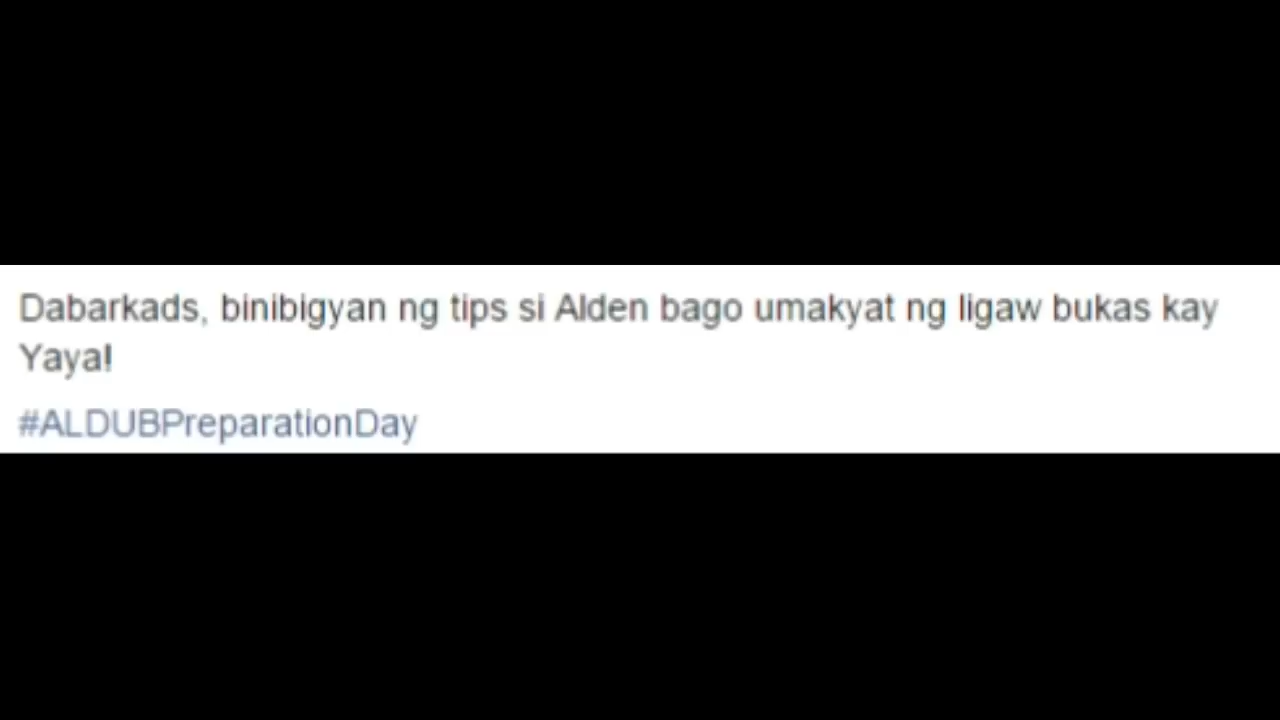 Dabarkads, binibigyan ng tips si Alden bago umakyat ng ligaw bukas kay
Yaya!
#ALDUBPreparationDay